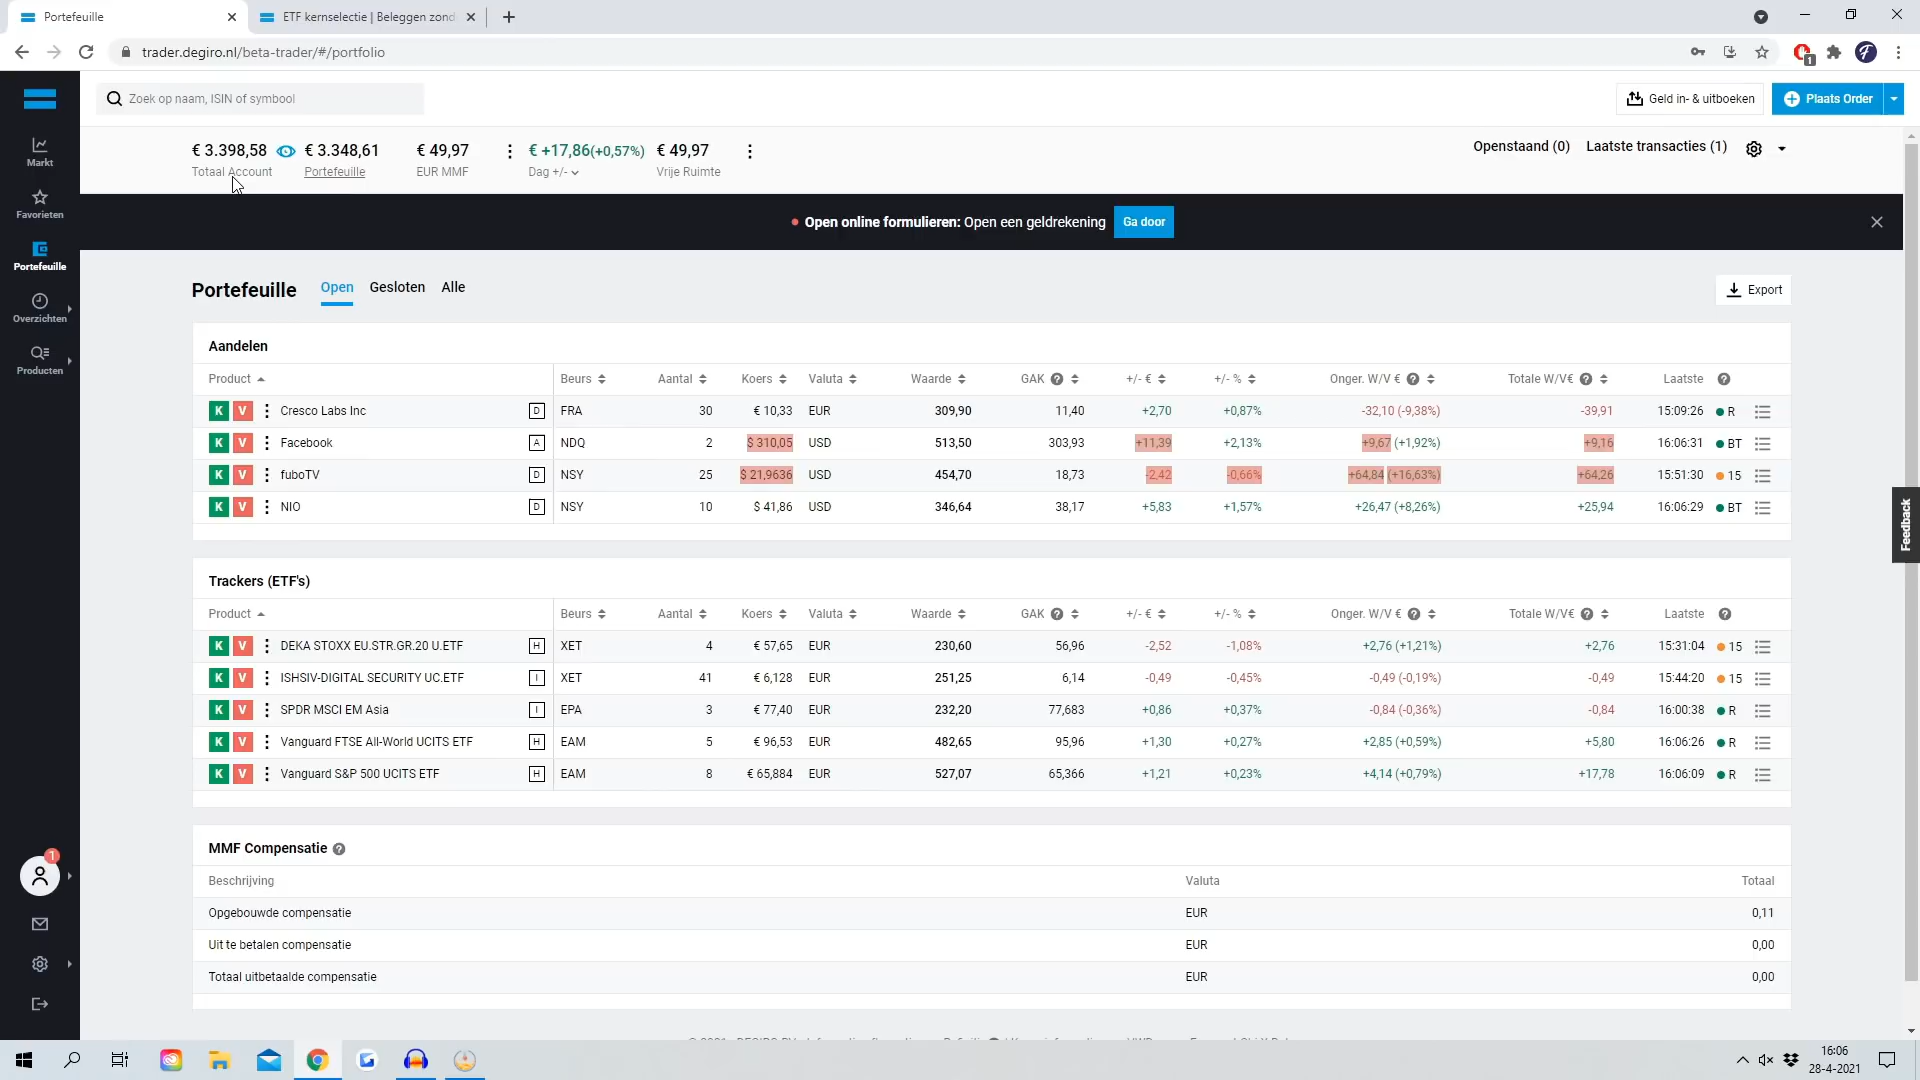 Portefeuille
ETF kernselectie | Beleggen zond
trader.degiro.nl/beta-trader/#/portfolio
1
Zoek op naam, ISIN of symbool
Geld in- & uitboeken
Plaats Order
Markt
Favorieten
Portefeuille
Overzichten
Producten
1
€ 3.398,58 € 3.348,61 € 49,97 € +17,86(+0,57%) € 49,97
Totaal Account Portefeuille EUR MMF Dag +/- Vrije Ruimte
Openstaand (0) Laatste transacties (1)
Open online formulieren: Open een geldrekening Ga door
Portefeuille Open Gesloten Alle
Export
Aandelen
Product Beurs Aantal Koers Valuta Waarde GAK +/- € +/- % Onger. W/V € Totale W/V€ Laatste
K V Cresco Labs Inc D FRA 30 € 10,33 EUR 309,90 11,40 +2,70 +0,87% -32,10 (-9,38%) -39,91 15:09:26 R
K V Facebook A NDQ 2 $ 310,05 USD 513,50 303,93 +11,39 +2,13% +9,67 (+1,92%) +9,16 16:06:31 BT
K V fuboTV D NSY 25 $ 21,9636 USD 454,70 18,73 -2,42 -0,66% +64,84 (+16,63%) +64,26 15:51:30 15
K V NIO D NSY 10 $ 41,86 USD 346,64 38,17 +5,83 +1,57% +26,47 (+8,26%) +25,94 16:06:29 BT
Feedback
Trackers (ETF's)
Product Beurs Aantal Koers Valuta Waarde GAK +/- € +/- % Onger. W/V € Totale W/V€ Laatste
K V DEKA STOXX EU.STR.GR.20 U.ETF H XET 4 € 57,65 EUR 230,60 56,96 -2,52 -1,08% +2,76 (+1,21%) +2,76 15:31:04 15
K V ISHSIV-DIGITAL SECURITY UC.ETF I XET 41 € 6,128 EUR 251,25 6,14 -0,49 -0,45% -0,49 (-0,19%) -0,49 15:44:20 15
K V SPDR MSCI EM Asia I EPA 3 € 77,40 EUR 232,20 77,683 +0,86 +0,37% -0,84 (-0,36%) -0,84 16:00:38 R
K V Vanguard FTSE All-World UCITS ETF H EAM 5 € 96,53 EUR 482,65 95,96 +1,30 +0,27% +2,85 (+0,59%) +5,80 16:06:26 R
K V Vanguard S&P 500 UCITS ETF H EAM 8 € 65,884 EUR 527,07 65,366 +1,21 +0,23% +4,14 (+0,79%) +17,78 16:06:09 R
MMF Compensatie
Beschrijving Valuta Totaal
Opgebouwde compensatie EUR 0,11
Uit te betalen compensatie EUR 0,00
Totaal uitbetaalde compensatie EUR 0,00
16:06
28-4-2021